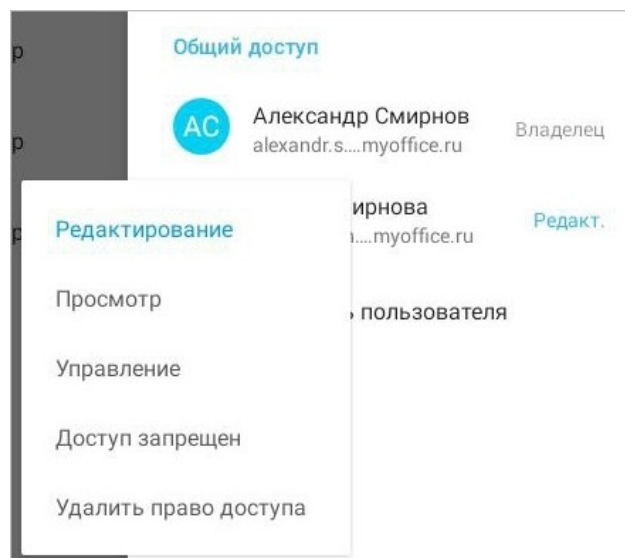 р
Общий доступ
АС
Александр Смирнов
alexandr.s....myoffice.ru
Владелец
р
ирнова
....myoffice.ru
Редакт.
р
пользователя
Редактирование
Просмотр
Управление
Доступ запрещен
Удалить право доступа